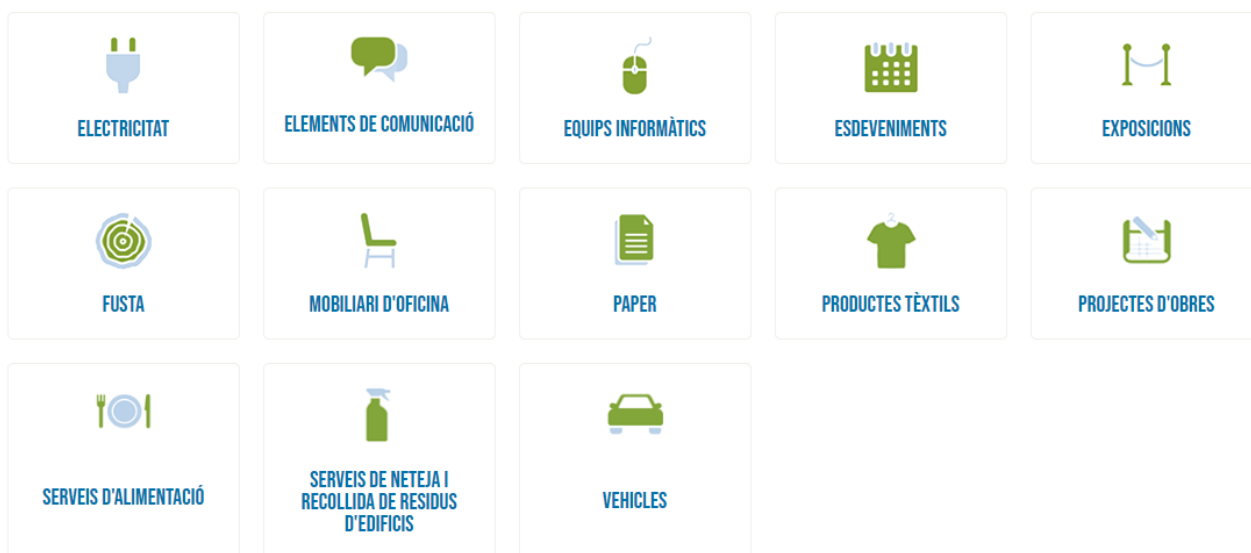 ELECTRICITAT
ELEMENTS DE COMUNICACIÓ
EQUIPS INFORMÀTICS
ESDEVENIMENTS
EXPOSICIONS
FUSTA
MOBILIARI D'OFICINA
PAPER
PRODUCTES TÈXTILS
PROJECTES D'OBRES
SERVEIS D'ALIMENTACIÓ
SERVEIS DE NETEJA I
RECOLLIDA DE RESIDUS
D'EDIFICIS
VEHICLES